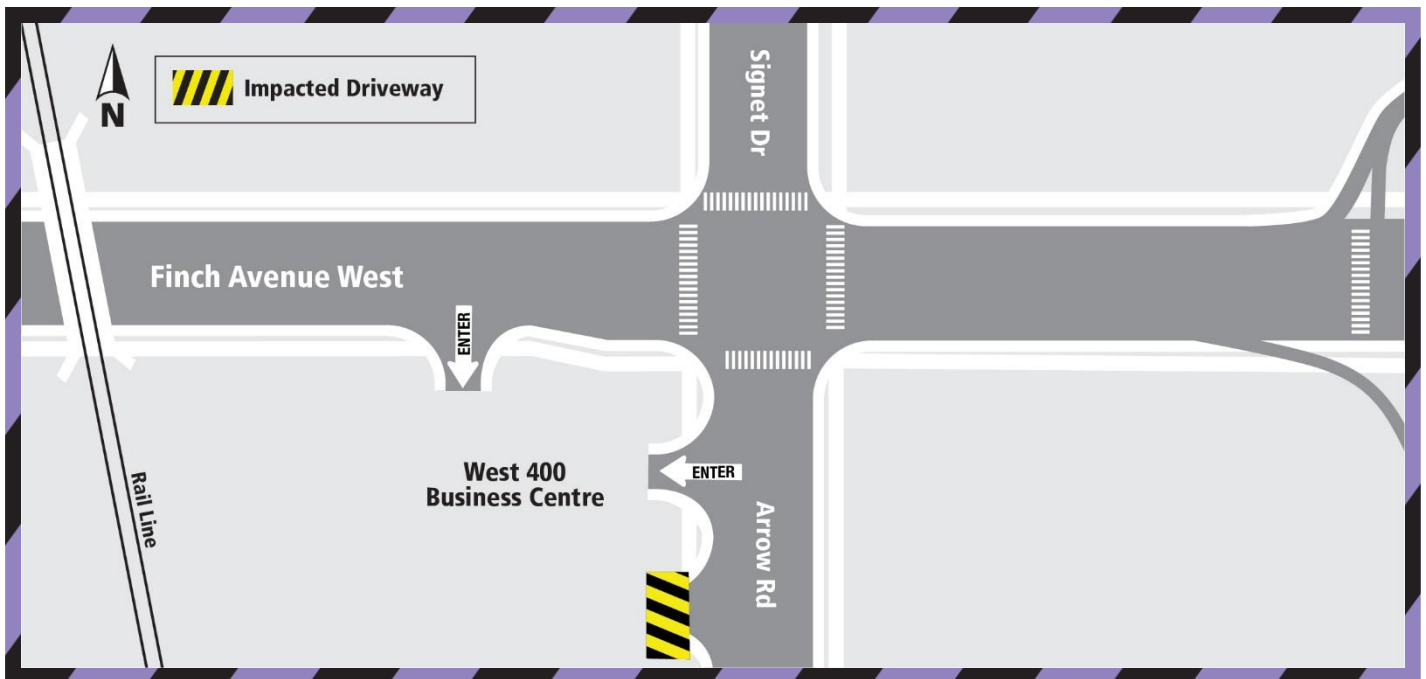 N
Impacted Driveway
Signet Dr
Finch Avenue West
ENTER
West 400
Business Centre
ENTER
Rail Line
Arrow Rd